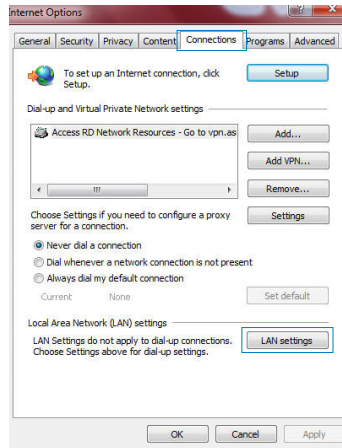 Internet Options
General Security Privacy Content Connections Programs Advanced
To set up an Internet connection, click
Setup.
Setup
Dial-up and Virtual Private Network settings
Access RD Network Resources - Go to vpn.as
Add...
Add VPN...
Remove...
Choose Settings if you need to configure a proxy
server for a connection.
Settings
Never dial a connection
Dial whenever a network connection is not present
Always dial my default connection
Current None
Set default
Local Area Network (LAN) settings
LAN Settings do not apply to dial-up connections.
Choose Settings above for dial-up settings.
LAN settings
OK Cancel Apply